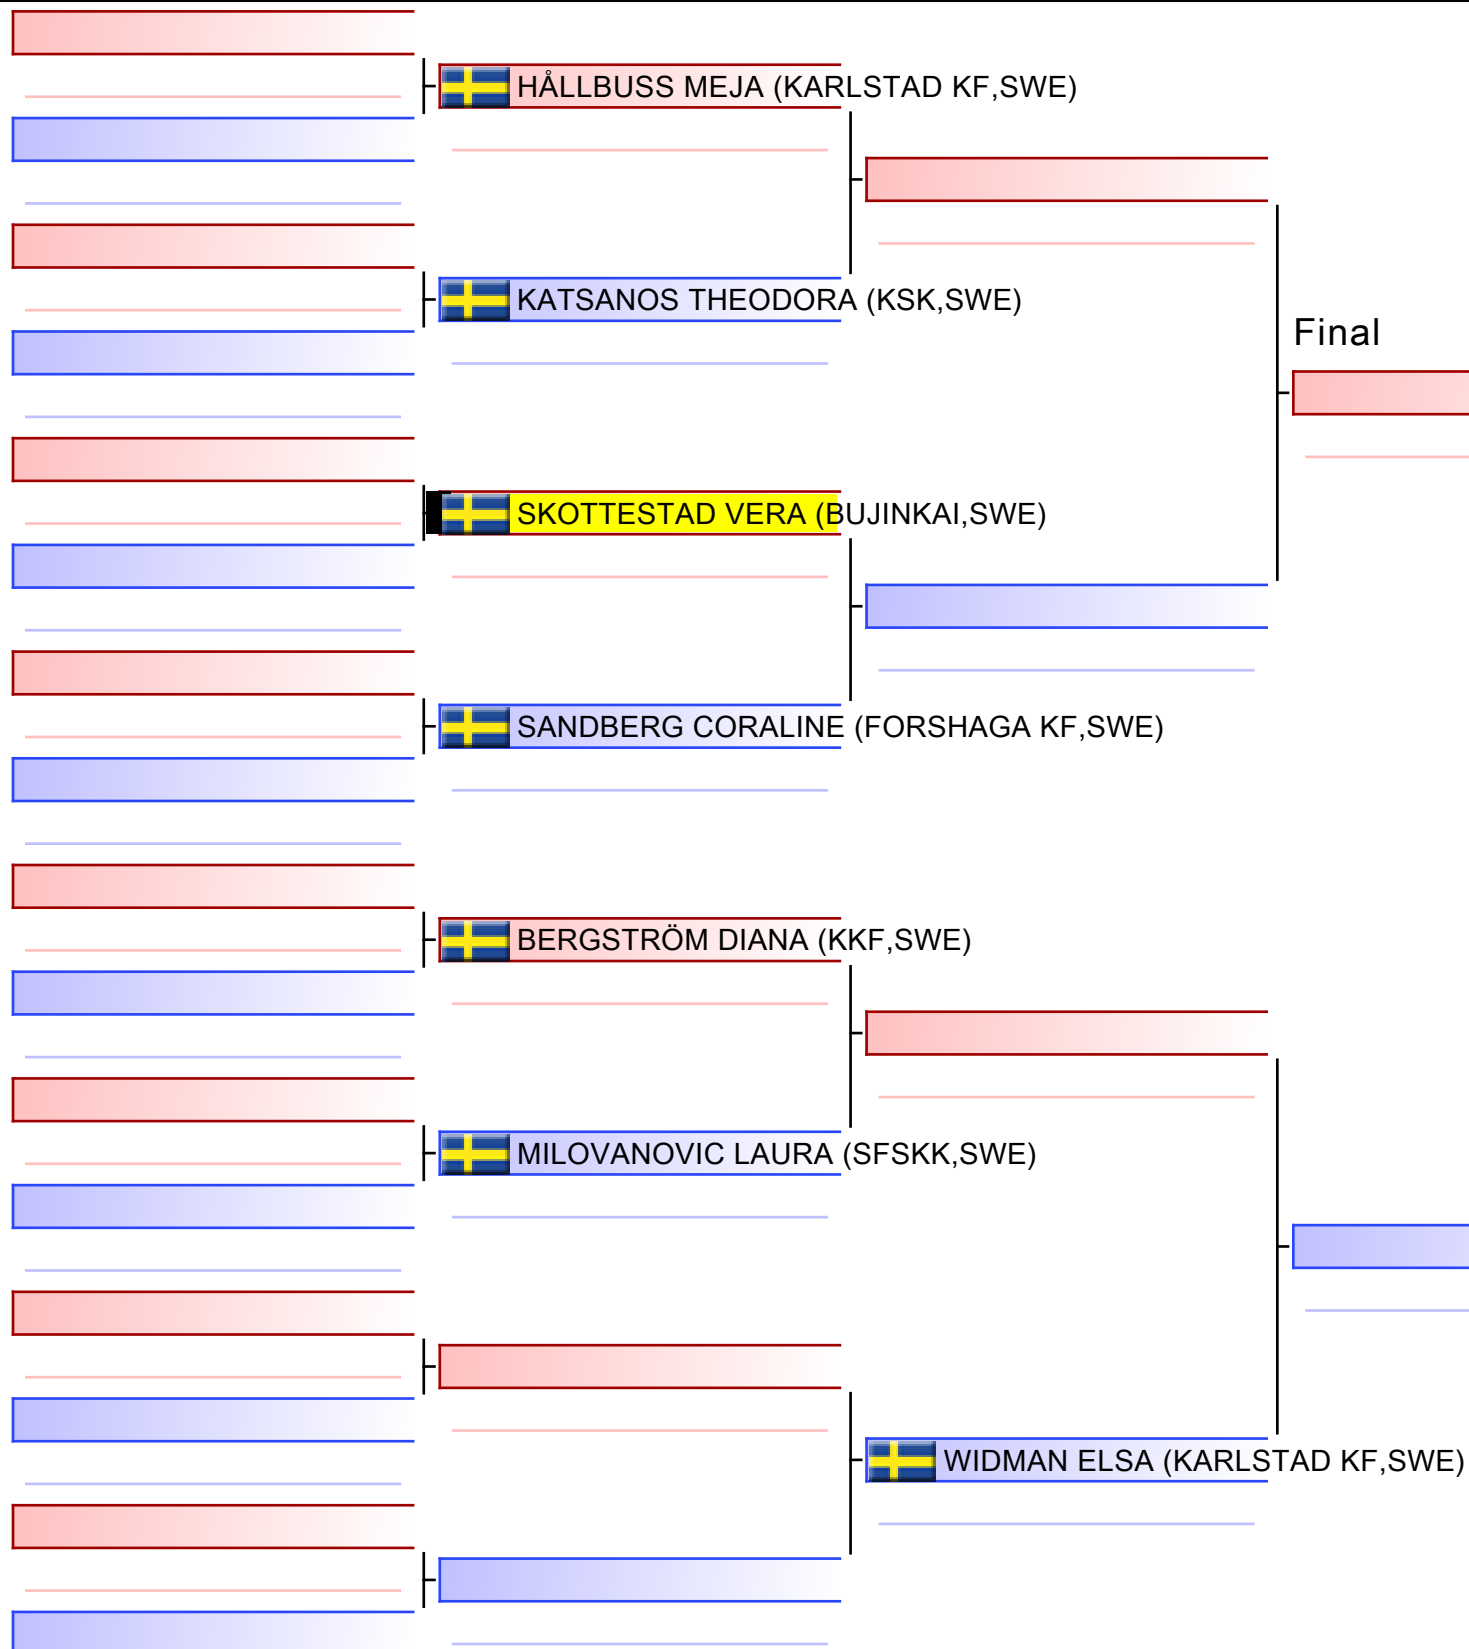 HÅLLBUSS MEJA (KARLSTAD KF,SWE)
KATSANOS THEODORA (KSK,SWE)
Final
SKOTTESTAD VERA (BUJINKAI,SWE)
SANDBERG CORALINE (FORSHAGA KF,SWE)
BERGSTRÖM DIANA (KKF,SWE)
MILOVANOVIC LAURA (SFSKK,SWE)
WIDMAN ELSA (KARLSTAD KF,SWE)